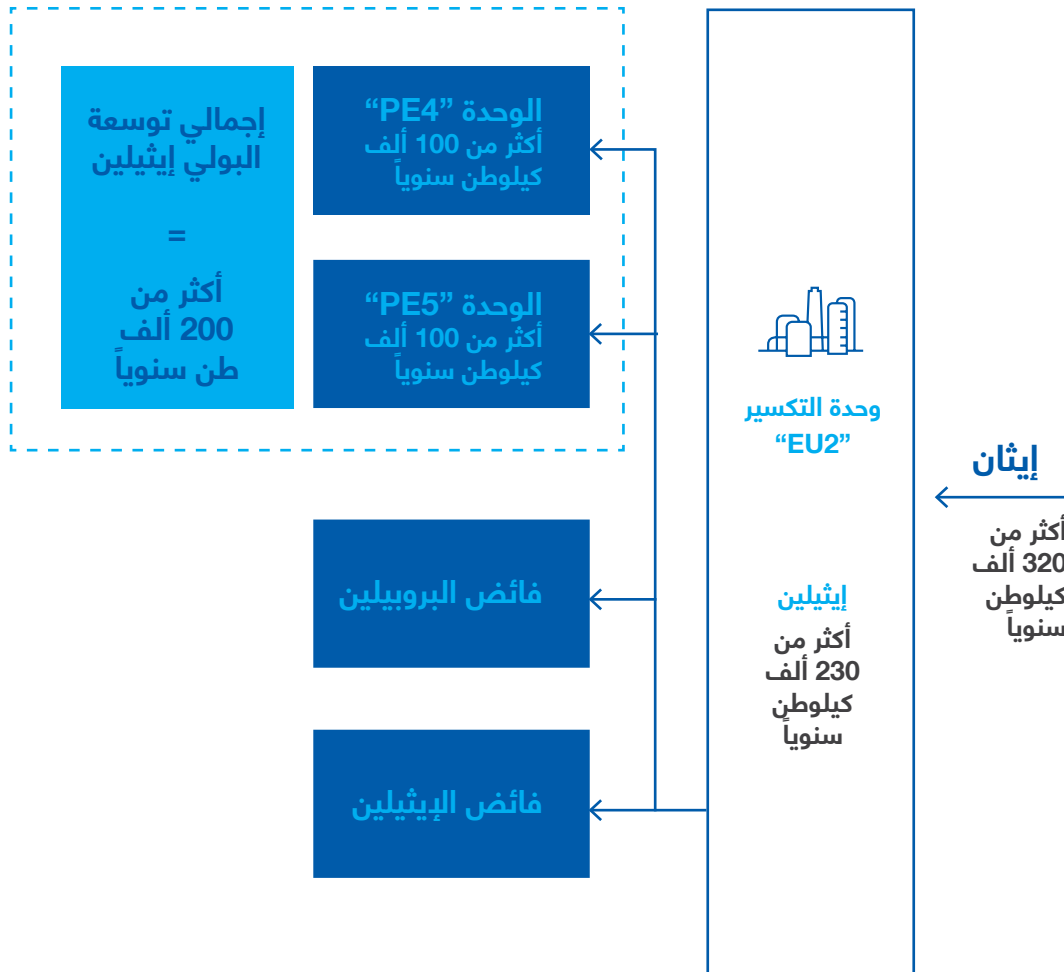 إيثان
أكثر من
320 ألف
كيلوطن
سنوياً
وحدة التكسير
“EU2”
إيثيلين
أكثر من
230 ألف
كيلوطن
سنوياً
الوحدة “PE4”
أكثر من 100 ألف
كيلوطن سنوياً
الوحدة “PE5”
أكثر من 100 ألف
كيلوطن سنوياً
فائض البروبيلين
فائض الإيثيلين
إجمالي توسعة
البولي إيثيلين
=
أكثر من
200 ألف
طن سنوياً